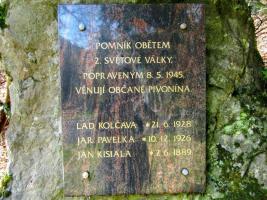 POMNÍK OBĚTEM
2. SVĚTOVÉ VÁLKY,
POPRAVENÝM 8. 5. 1945.
VĚNUJÍ OBČANÉ PIVONÍNA
LAD. KOLČAVA * 21. 6. 1928
JAR. PAVELKA * 10. 12. 1926
JAN KISIALA * 2. 6. 1889